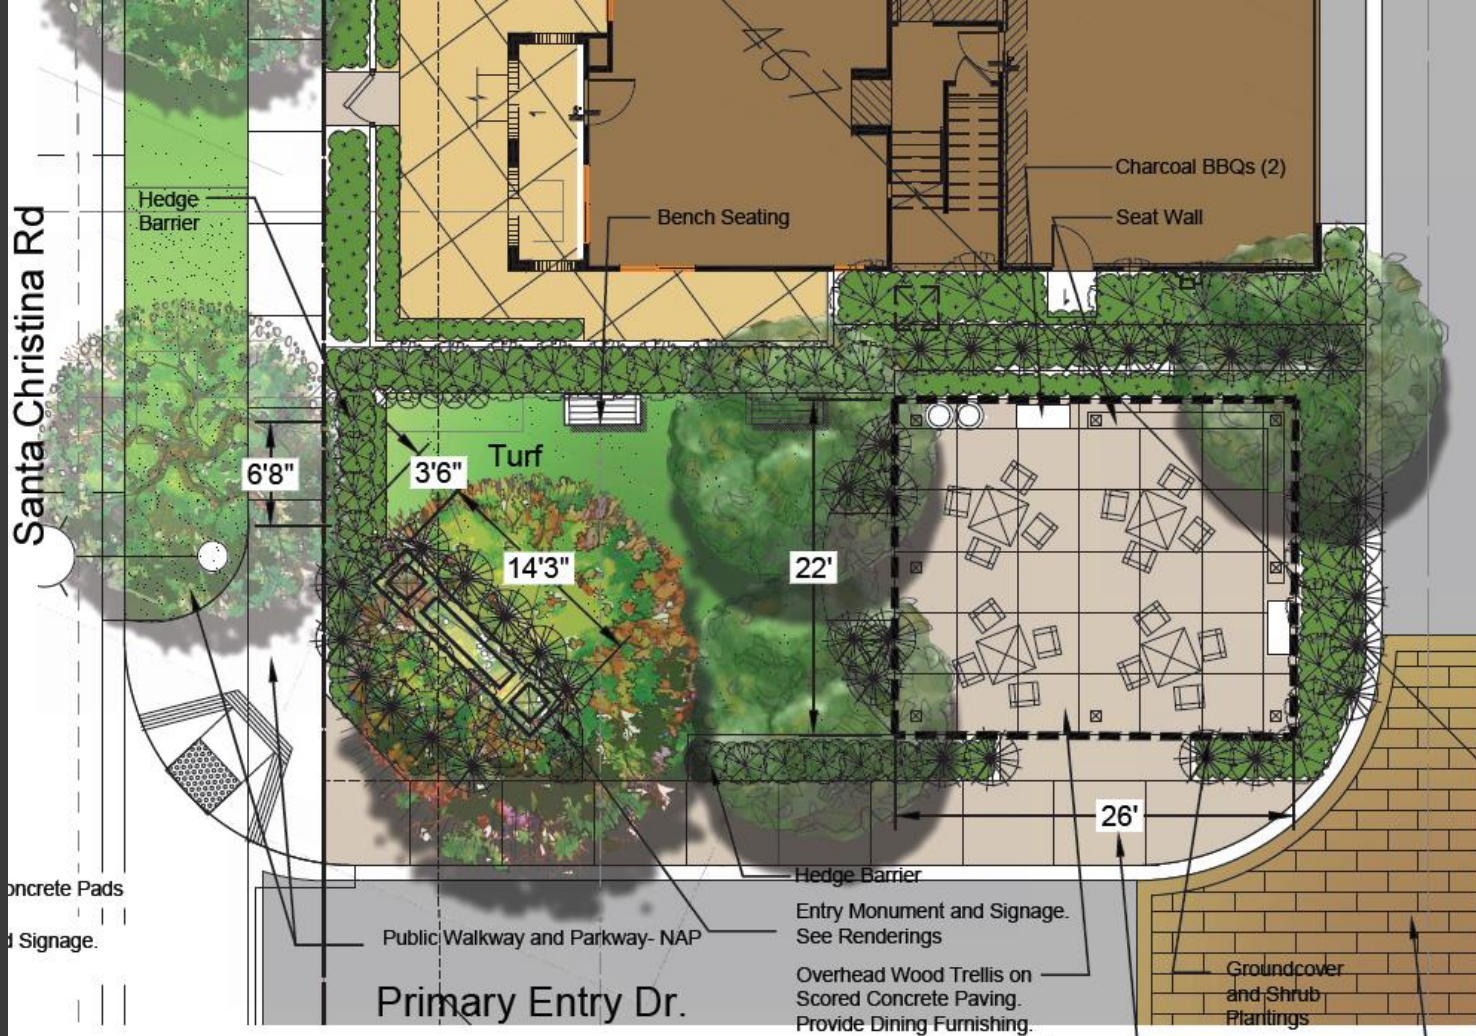 LOT
Charcoal BBQs (2)
Hedge
Barrier
Bench Seating
Seat Wall
Santa Christina Rd
Turf
6'8"
3'6"
14'3"
22'
26'
Hedge Barrier
oncrete Pads
Entry Monument and Signage.
See Renderings
Signage.
Public Walkway and Parkway- NAP
Overhead Wood Trellis on
Scored Concrete Paving.
Provide Dining Furnishing.
Groundcover
and Shrub
Plantings
Primary Entry Dr.